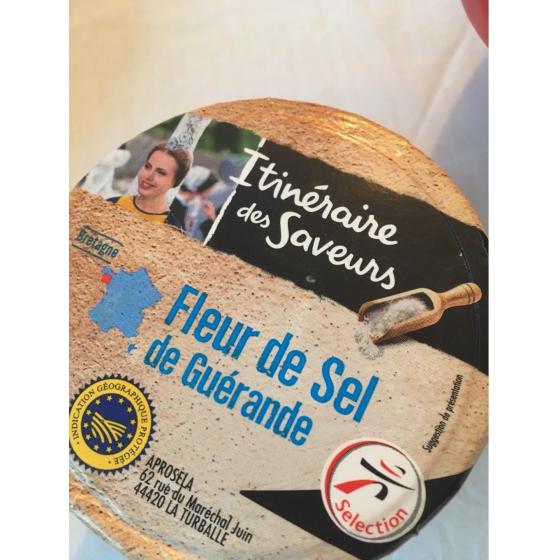 Itinéraire
des Saveurs
Bretagne
Fleur de Sel
de Guérande
Suggestion de présentation
INDICATION GÉOGRAPHIQUE PROTÉGÉE
APROSELA
62 rue du Maréchal Juin
44420 LA TURBALLE
Sélection